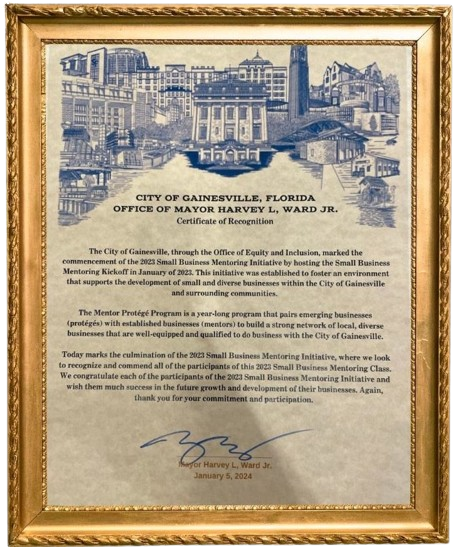 CITY OF GAINESVILLE, FLORIDA
OFFICE OF MAYOR HARVEY L, WARD JR.
Certificate of Recognition
The City of Gainesville, through the Office of Equity and Inclusion, marked the
commencement of the 2023 Small Business Mentoring Initiative by hosting the Small Business
Mentoring Kickoff in January of 2023. This initiative was established to foster an environment
that supports the development of small and diverse businesses within the City of Gainesville
and surrounding communities.
The Mentor Protégé Program is a year-long program that pairs emerging businesses
(protégés) with established businesses (mentors) to build a strong network of local, diverse
businesses that are well-equipped and qualified to do business with the City of Gainesville.
Today marks the culmination of the 2023 Small Business Mentoring Initiative, where we look
to recognize and commend all of the participants of this 2023 Small Business Mentoring Class.
We congratulate each of the participants of the 2023 Small Business Mentoring Initiative and
wish them much success in the future growth and development of their businesses. Again,
thank you for your commitment and participation.
Mayor Harvey L, Ward Jr.
January 5, 2024